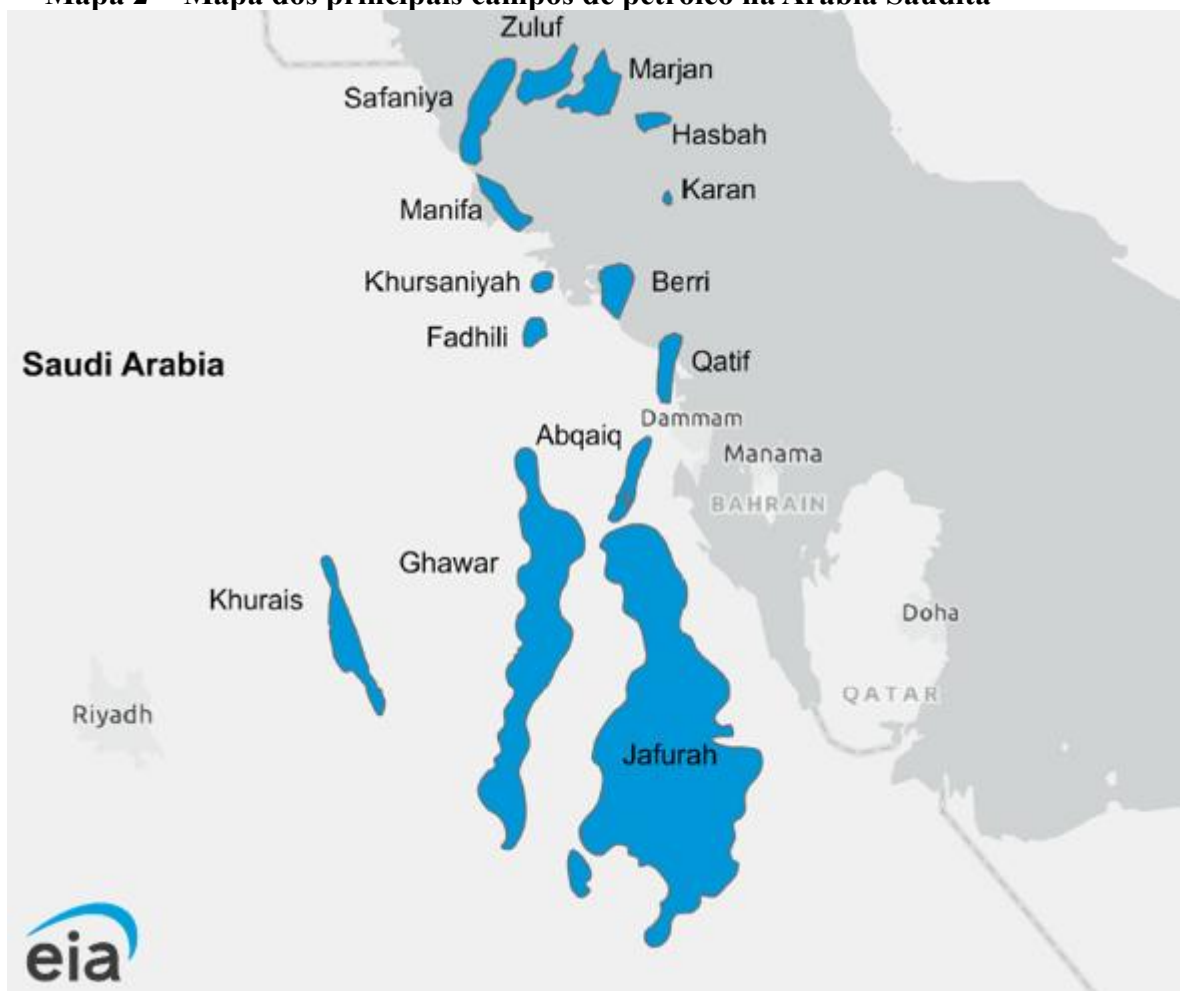 Mapa 2 – Mapa dos principais campos de petróleo na Arábia Saudita
Zuluf
Marjan
Safaniya
Hasbah
Karan
Manifa
Khursaniyah
Berri
Fadhili
Saudi Arabia
Qatif
Dammam
Abqaiq
Manama
BAHRAIN
Ghawar
Khurais
Doha
QATAR
Riyadh
Jafurah
eia